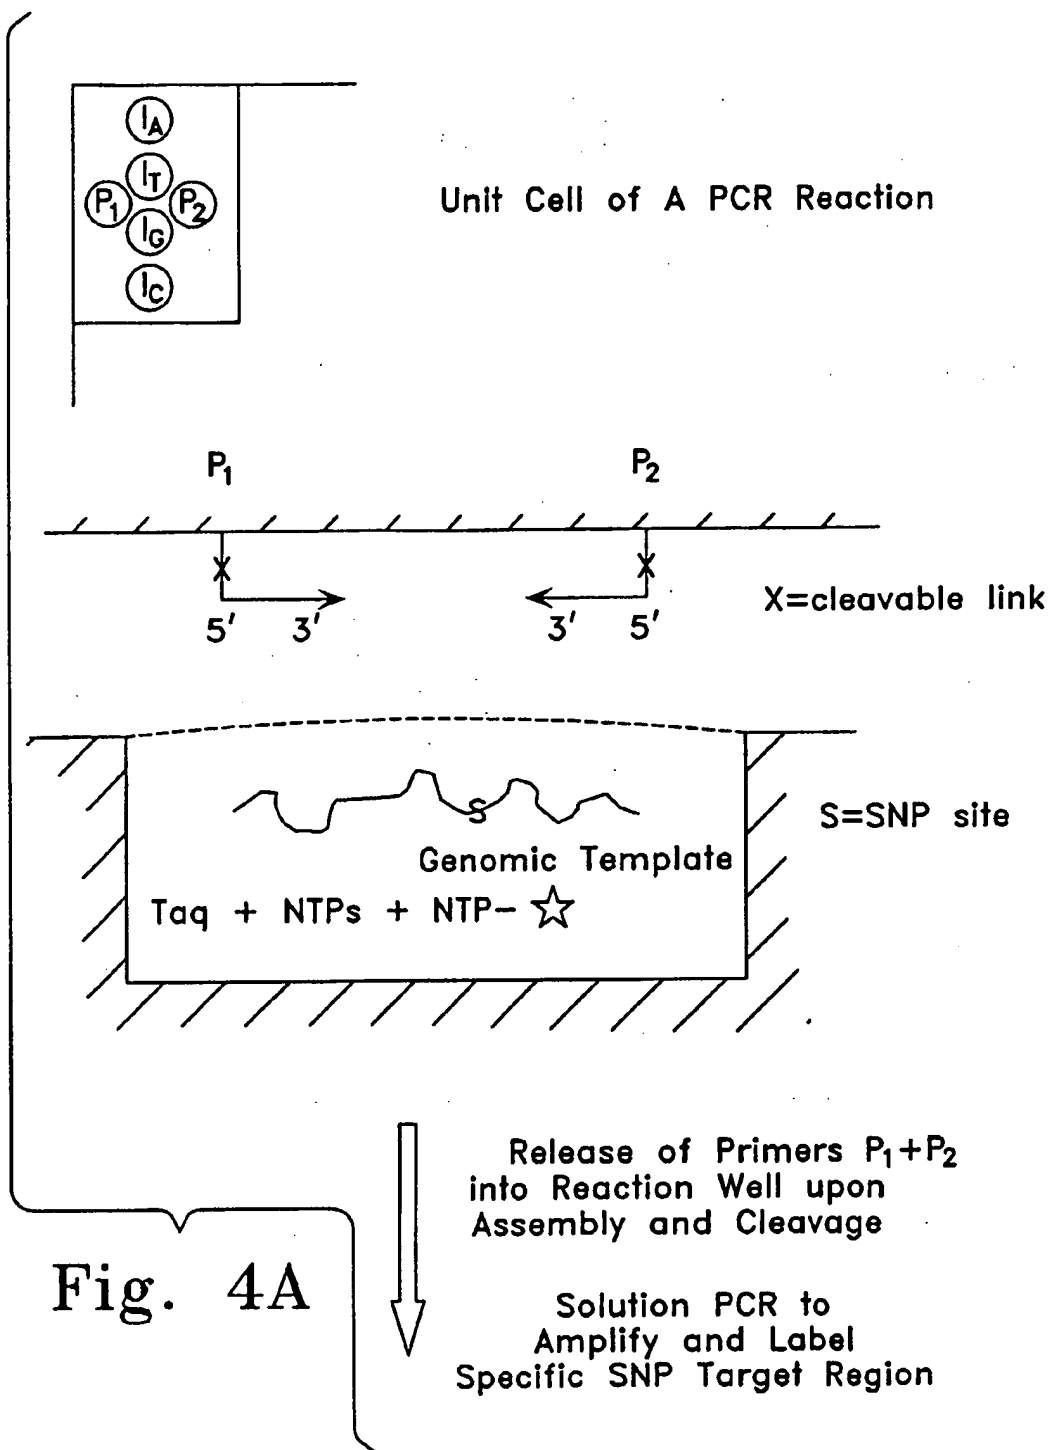 I_A
I_T
P_1 P_2
I_G
I_C
Unit Cell of A PCR Reaction
P_1 P_2
X X
5' 3' 3' 5'
X=cleavable link
S
S=SNP site
Genomic Template
Taq + NTPs + NTP-☆
Release of Primers P_1+P_2
into Reaction Well upon
Assembly and Cleavage
Solution PCR to
Amplify and Label
Specific SNP Target Region
Fig. 4A